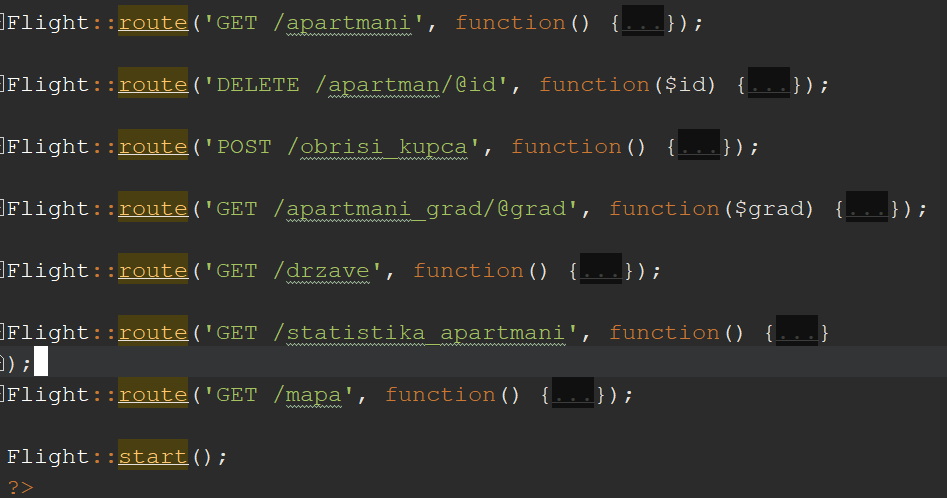 Flight::route('GET /apartmani', function() {...});
Flight::route('DELETE /apartman/@id', function($id) {...});
Flight::route('POST /obrisi_kupca', function() {...});
Flight::route('GET /apartmani_grad/@grad', function($grad) {...});
Flight::route('GET /drzave', function() {...});
Flight::route('GET /statistika_apartmani', function() {...}
);
Flight::route('GET /mapa', function() {...});
Flight::start();
?>